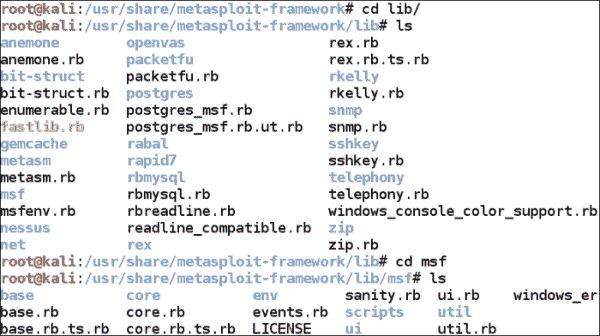 root@kali:/usr/share/metasploit-framework# cd lib/
root@kali:/usr/share/metasploit-framework/lib# ls
anemone openvas rex.rb
anemone.rb packetfu rex.rb.ts.rb
bit-struct packetfu.rb rkelly
bit-struct.rb postgres rkelly.rb
enumerable.rb postgres_msf.rb snmp
fastlib.rb postgres_msf.rb.ut.rb snmp.rb
gemcache rabal sshkey
metasm rapid7 sshkey.rb
metasm.rb rbmysql telephony
msf rbmysql.rb telephony.rb
msfenv.rb rbreadline.rb windows_console_color_support.rb
nessus readline_compatible.rb zip
net rex zip.rb
root@kali:/usr/share/metasploit-framework/lib# cd msf
root@kali:/usr/share/metasploit-framework/lib/msf# ls
base core env sanity.rb ui.rb windows_er
base.rb core.rb events.rb scripts util
base.rb.ts.rb core.rb.ts.rb LICENSE ui util.rb